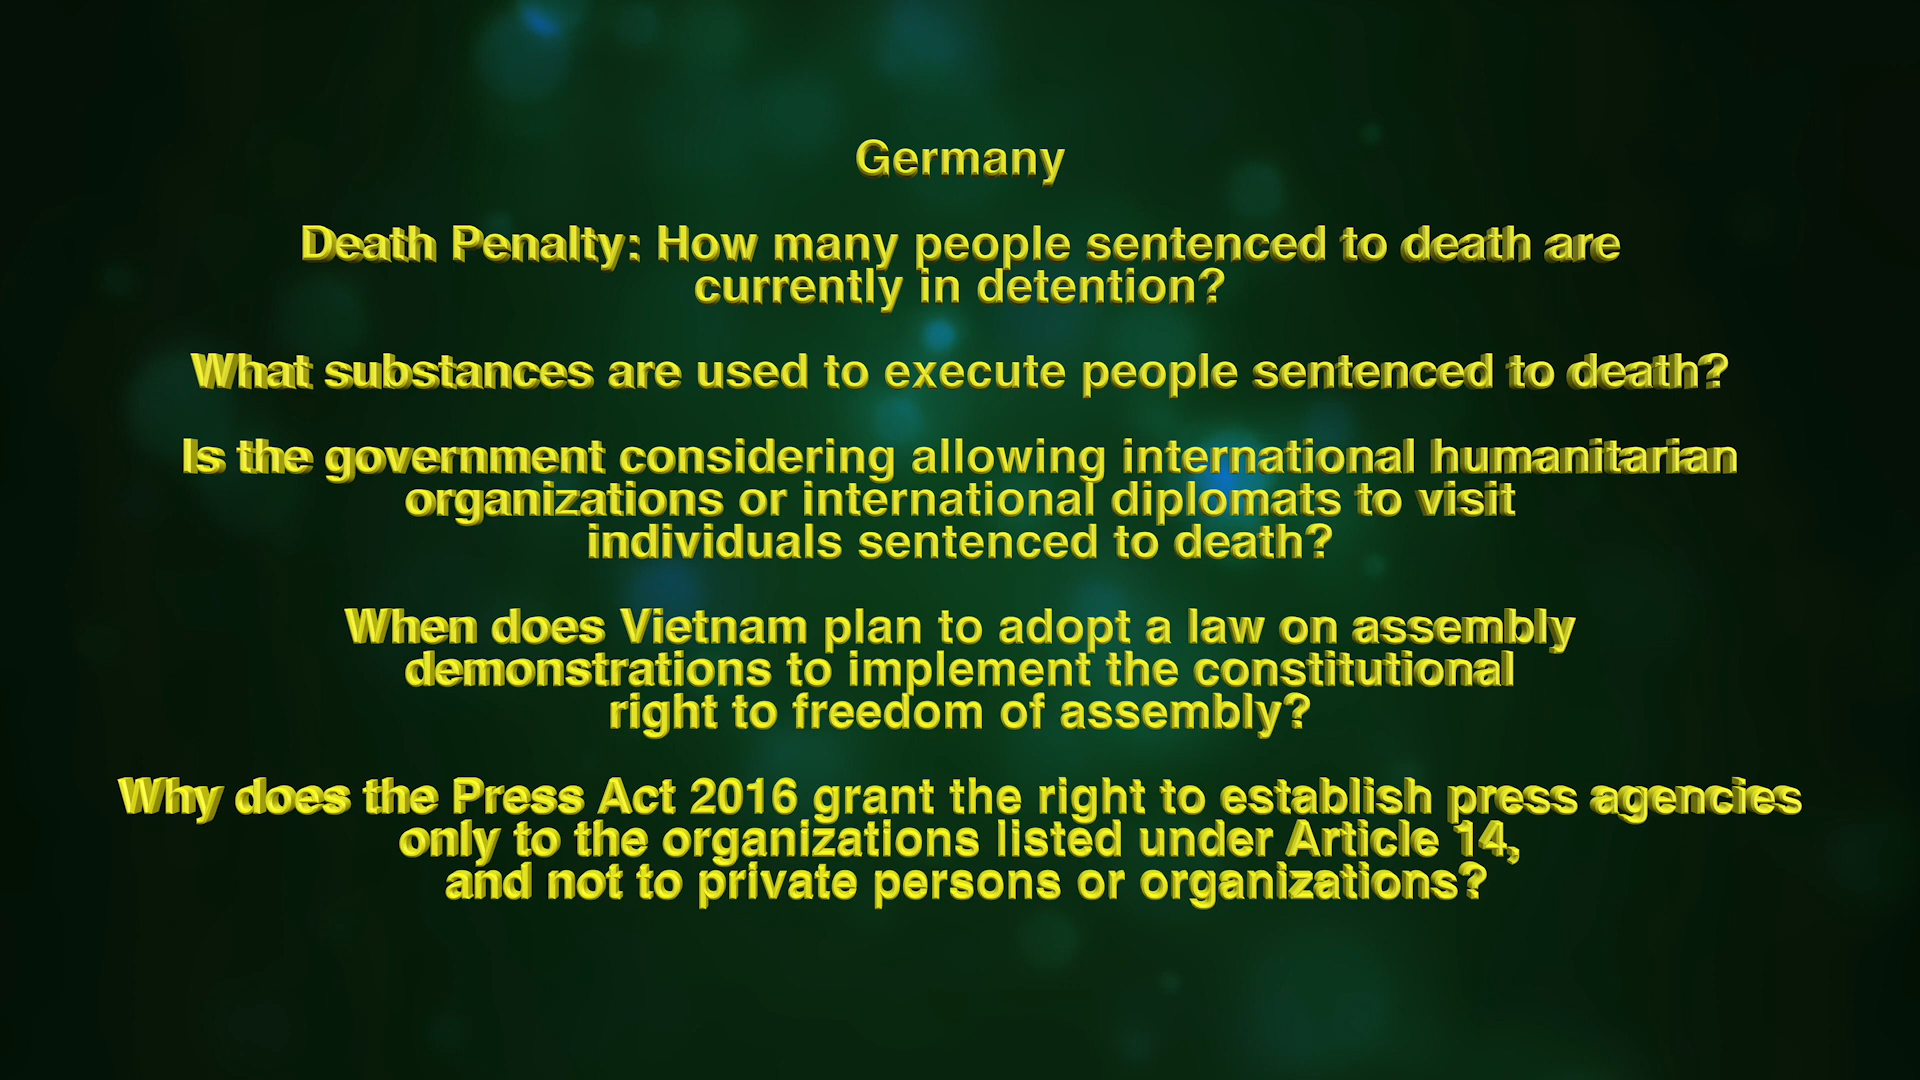 Germany
Death Penalty: How many people sentenced to death are
currently in detention?
What substances are used to execute people sentenced to death?
Is the government considering allowing international humanitarian
organizations or international diplomats to visit
individuals sentenced to death?
When does Vietnam plan to adopt a law on assembly
demonstrations to implement the constitutional
right to freedom of assembly?
Why does the Press Act 2016 grant the right to establish press agencies
only to the organizations listed under Article 14,
and not to private persons or organizations?